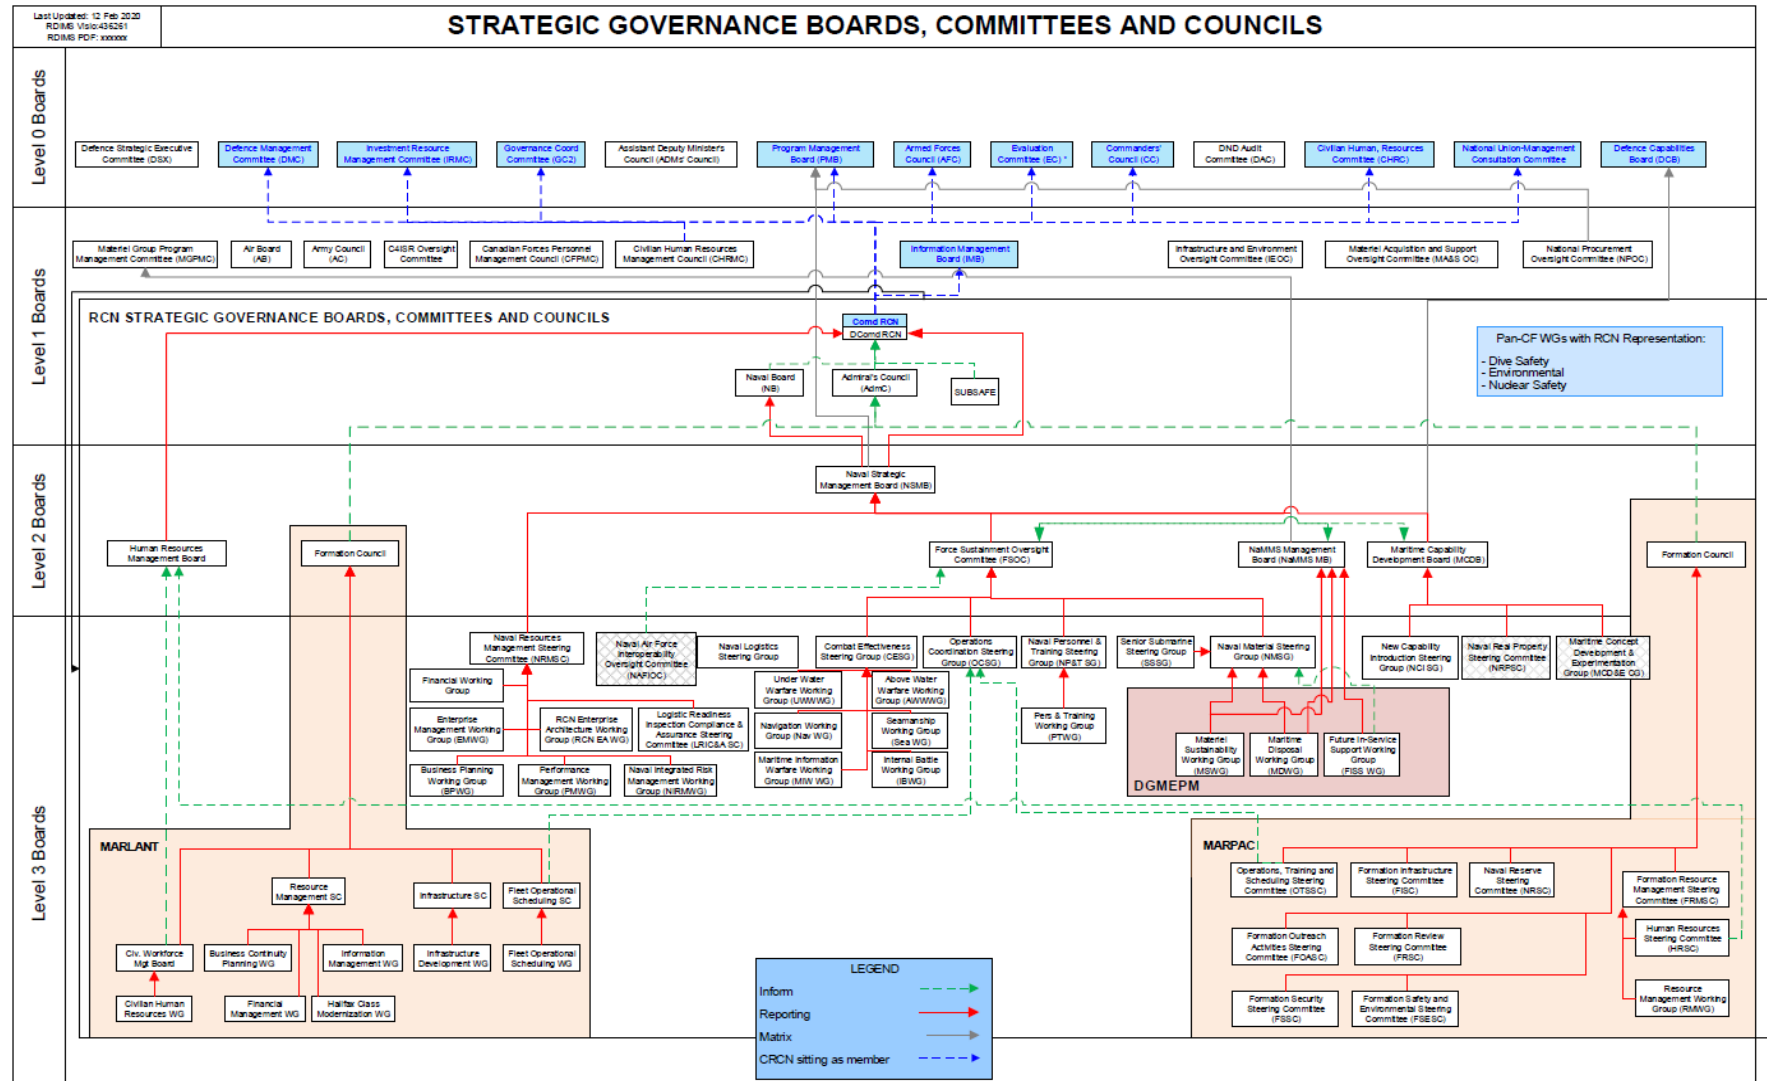 Last Updated: 12 Feb 2020
RDIMS Visio:436261
RDIMS PDF: xxxxxx
STRATEGIC GOVERNANCE BOARDS, COMMITTEES AND COUNCILS
Level 0 Boards
Defence Strategic Executive
Committee (DSX)
Defence Management
Committee (DMC)
Investment Resource
Management Committee (IRMC)
Governance Coord
Committee (GC2)
Assistant Deputy Minister's
Council (ADMs' Council)
Program Management
Board (PMB)
Armed Forces
Council (AFC)
Evaluation
Committee (EC) *
Commanders'
Council (CC)
DND Audit
Committee (DAC)
Civilian Human, Resources
Committee (CHRC)
National Union-Management
Consultation Committee
Defence Capabilities
Board (DCB)
Level 1 Boards
Materiel Group Program
Management Committee (MGPMC)
Air Board
(AB)
Army Council
(AC)
C4ISR Oversight
Committee
Canadian Forces Personnel
Management Council (CFPMC)
Civilian Human Resources
Management Council (CHRMC)
Information Management
Board (IMB)
Infrastructure and Environment
Oversight Committee (IEOC)
Materiel Acquisition and Support
Oversight Committee (MA&S OC)
National Procurement
Oversight Committee (NPOC)
RCN STRATEGIC GOVERNANCE BOARDS, COMMITTEES AND COUNCILS
Comd RCN
DComd RCN
Pan-CF WGs with RCN Representation:
- Dive Safety
- Environmental
- Nuclear Safety
Naval Board
(NB)
Admiral's Council
(AdmC)
SUBSAFE
Level 2 Boards
Naval Strategic
Management Board (NSMB)
Human Resources
Management Board
Formation Council
Force Sustainment Oversight
Committee (FSOC)
NaMMS Management
Board (NaMMS MB)
Maritime Capability
Development Board (MCDB)
Formation Council
Level 3 Boards
Naval Resources
Management Steering
Committee (NRMSC)
Naval Air Force
Interoperability
Oversight Committee
(NAFIOC)
Naval Logistics
Steering Group
Combat Effectiveness
Steering Group (CESG)
Operations
Coordination Steering
Group (OCSG)
Naval Personnel &
Training Steering
Group (NP&T SG)
Senior Submarine
Steering Group
(SSSG)
Naval Material Steering
Group (NMSG)
New Capability
Introduction Steering
Group (NCISG)
Naval Real Property
Steering Committee
(NRPSC)
Maritime Concept
Development &
Experimentation
Group (MCD&E CG)
Financial Working
Group
Enterprise
Management Working
Group (EMWG)
RCN Enterprise
Architecture Working
Group (RCN EA WG)
Logistic Readiness
Inspection Compliance &
Assurance Steering
Committee (LRIC&A SC)
Business Planning
Working Group
(BPWG)
Performance
Management Working
Group (PMWG)
Naval Integrated Risk
Management Working
Group (NIRMWG)
Under Water
Warfare Working
Group (UWWWG)
Above Water
Warfare Working
Group (AWWWG)
Navigation Working
Group (Nav WG)
Seamanship
Working Group
(Sea WG)
Maritime Information
Warfare Working
Group (MIW WG)
Internal Battle
Working Group
(IBWG)
Pers & Training
Working Group
(PTWG)
Materiel
Sustainability
Working Group
(MSWG)
Maritime
Disposal
Working Group
(MDWG)
Future In-Service
Support Working
Group
(FISS WG)
DGMEPM
MARLANT
Resource
Management SC
Infrastructure SC
Fleet Operational
Scheduling SC
Civ. Workforce
Mgt Board
Business Continuity
Planning WG
Information
Management WG
Infrastructure
Development WG
Fleet Operational
Scheduling WG
Civilian Human
Resources WG
Financial
Management WG
Halifax Class
Modernization WG
MARPAC
Operations, Training and
Scheduling Steering
Committee (OTSSC)
Formation Infrastructure
Steering Committee
(FISC)
Naval Reserve
Steering
Committee (NRSC)
Formation Resource
Management Steering
Committee (FRMSC)
Formation Outreach
Activities Steering
Committee (FOASC)
Formation Review
Steering Committee
(FRSC)
Human Resources
Steering Committee
(HRSC)
Formation Security
Steering Committee
(FSSC)
Formation Safety and
Environmental Steering
Committee (FSESC)
Resource
Management Working
Group (RMWG)
LEGEND
Inform
Reporting
Matrix
CRCN sitting as member